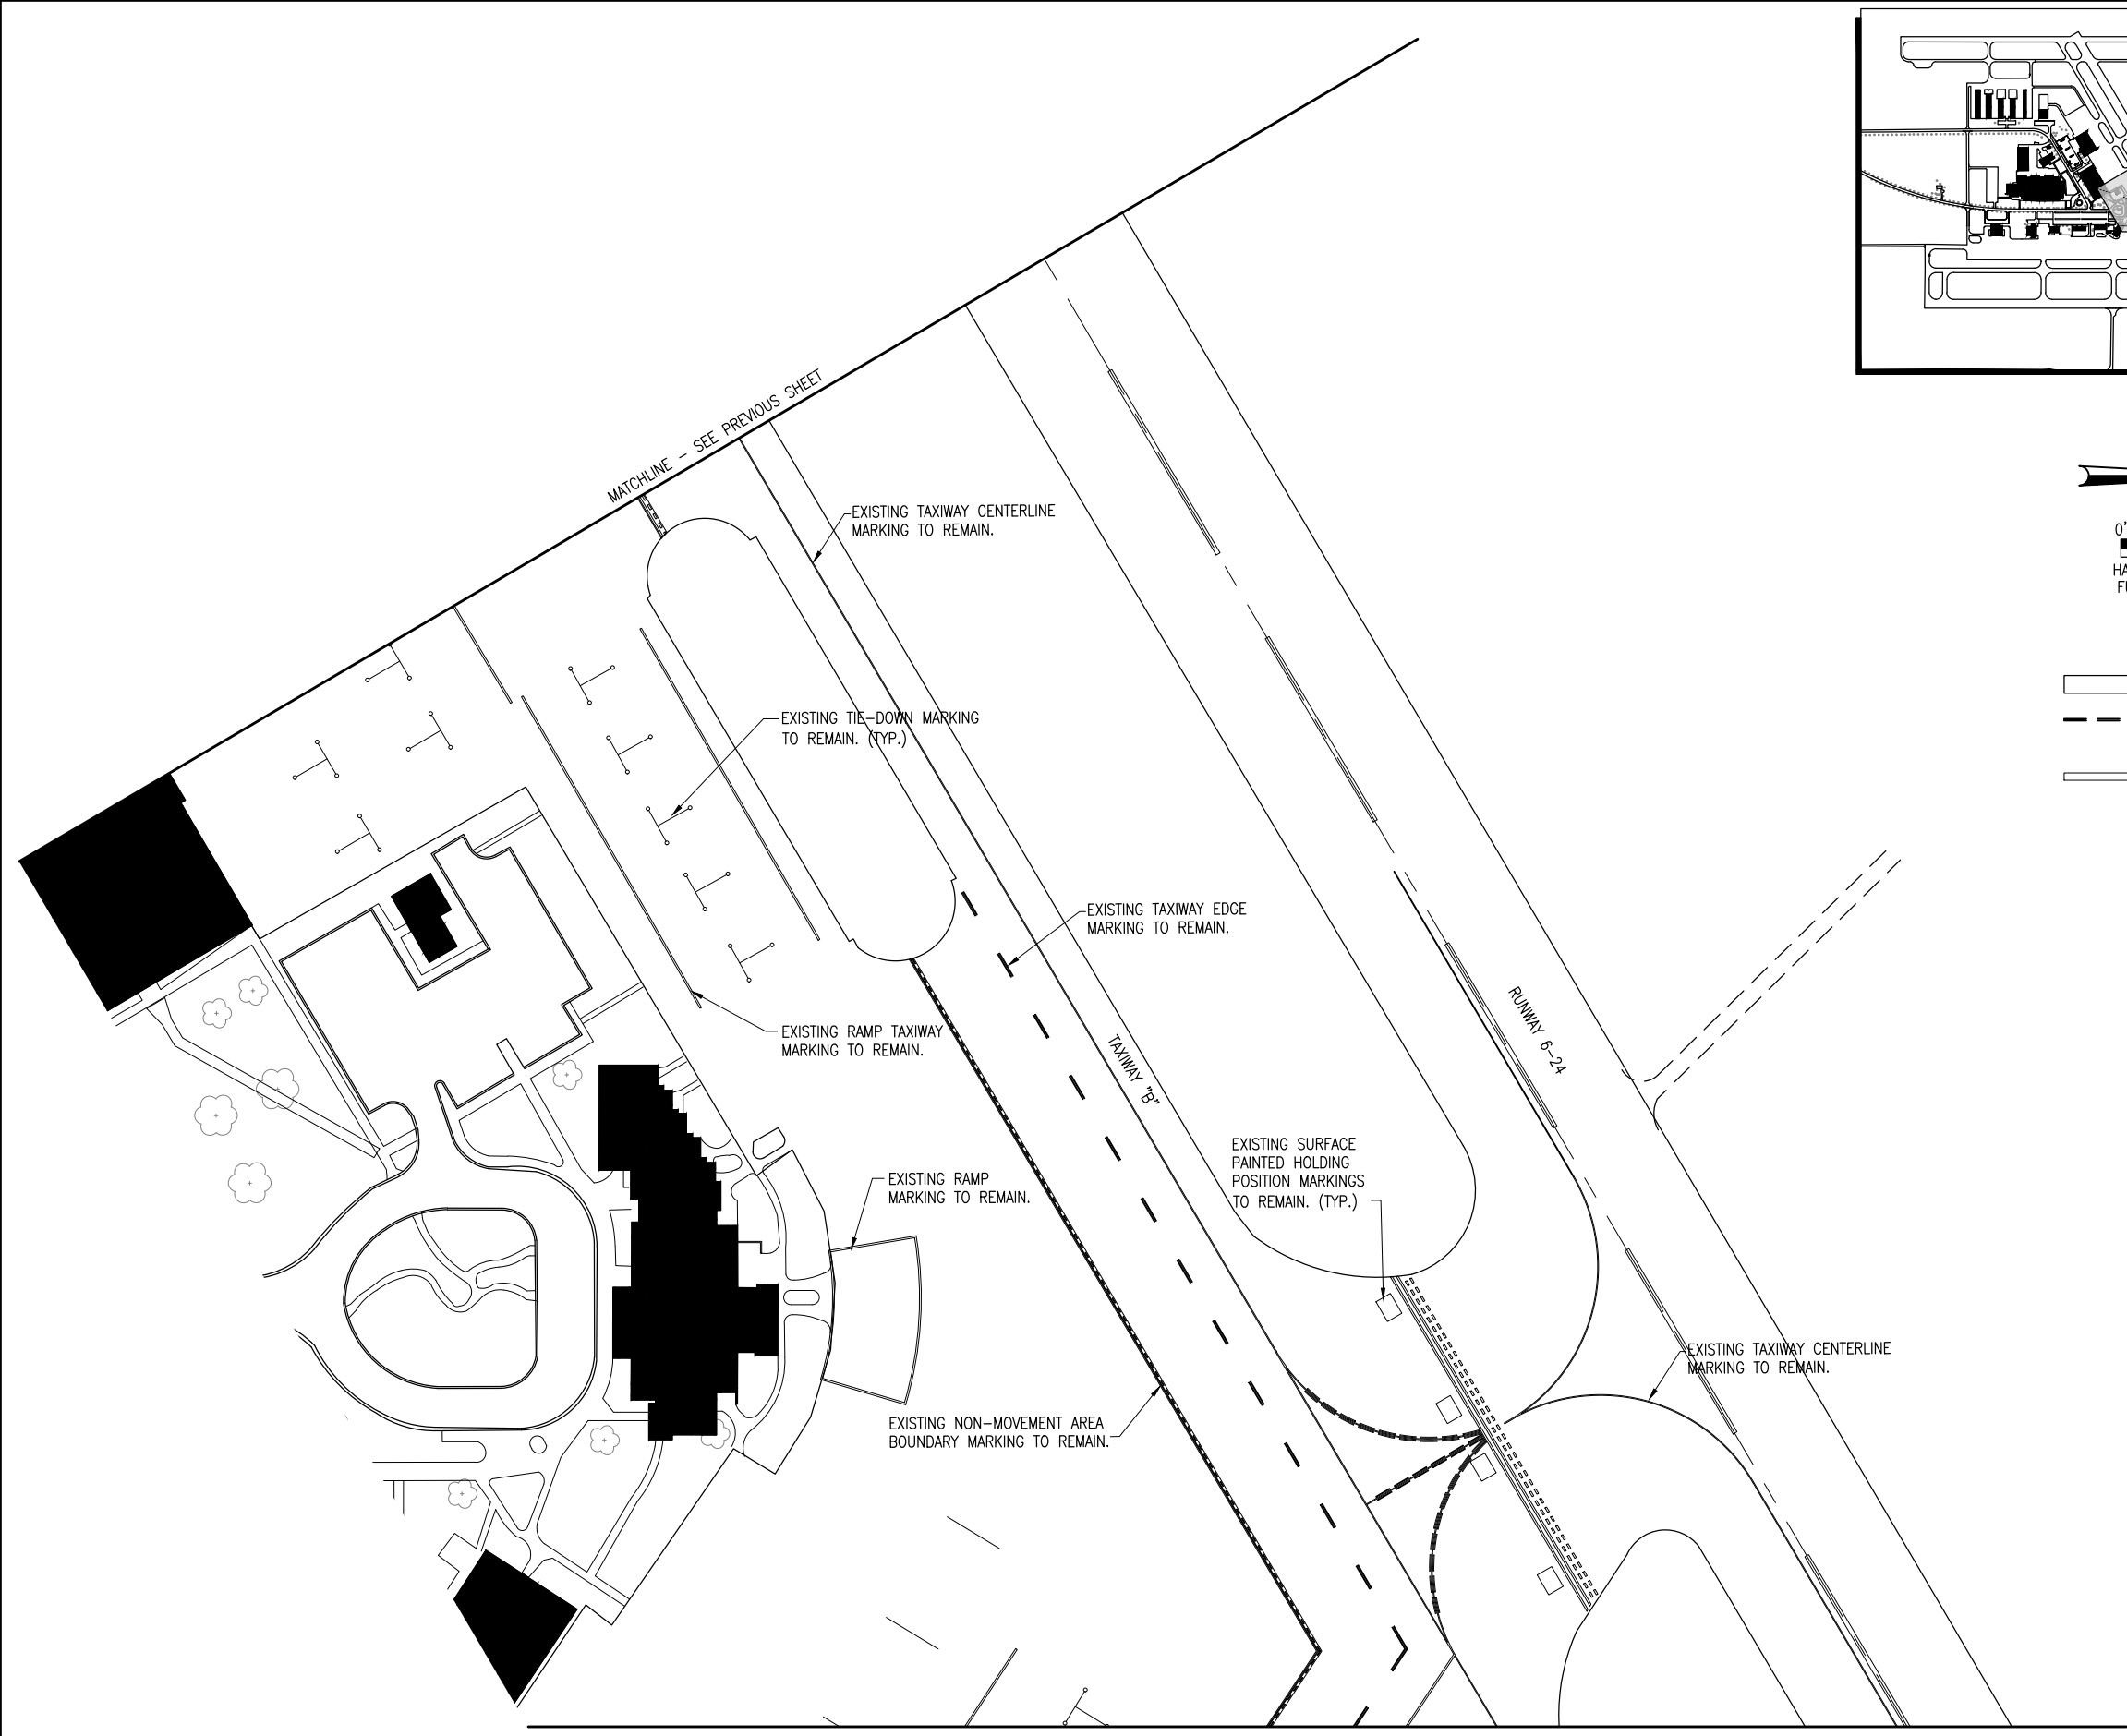 MATCHLINE - SEE PREVIOUS SHEET
EXISTING TAXIWAY CENTERLINE
MARKING TO REMAIN.
EXISTING TIE-DOWN MARKING
TO REMAIN. (TYP.)
EXISTING TAXIWAY EDGE
MARKING TO REMAIN.
EXISTING RAMP TAXIWAY
MARKING TO REMAIN.
TAXIWAY "B"
RUNWAY 6-24
EXISTING SURFACE
PAINTED HOLDING
POSITION MARKINGS
TO REMAIN. (TYP.)
EXISTING RAMP
MARKING TO REMAIN.
EXISTING TAXIWAY CENTERLINE
MARKING TO REMAIN.
EXISTING NON-MOVEMENT AREA
BOUNDARY MARKING TO REMAIN.
0'